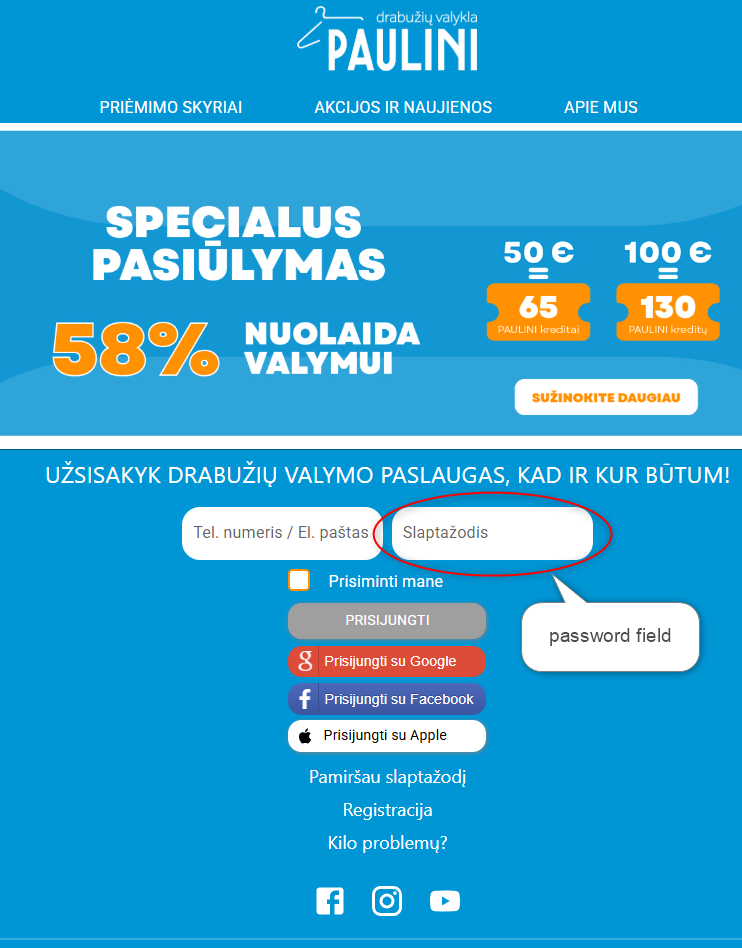 drabužių valykla
PAULINI
PRIĖMIMO SKYRIAI AKCIJOS IR NAUJIENOS APIE MUS
SPECIALUS
PASIŪLYMAS
58%
NUOLAIDA
VALYMUI
50 €
=
65
PAULINI kreditai
100 €
=
130
PAULINI kreditų
SUŽINOKITE DAUGIAU
UŽSISAKYK DRABUŽIŲ VALYMO PASLAUGAS, KAD IR KUR BŪTUM!
Tel. numeris / El. paštas Slaptažodis
Prisiminti mane
password field
PRISIJUNGTI
Prisijungti su Google
Prisijungti su Facebook
Prisijungti su Apple
Pamiršau slaptažodį
Registracija
Kilo problemų?